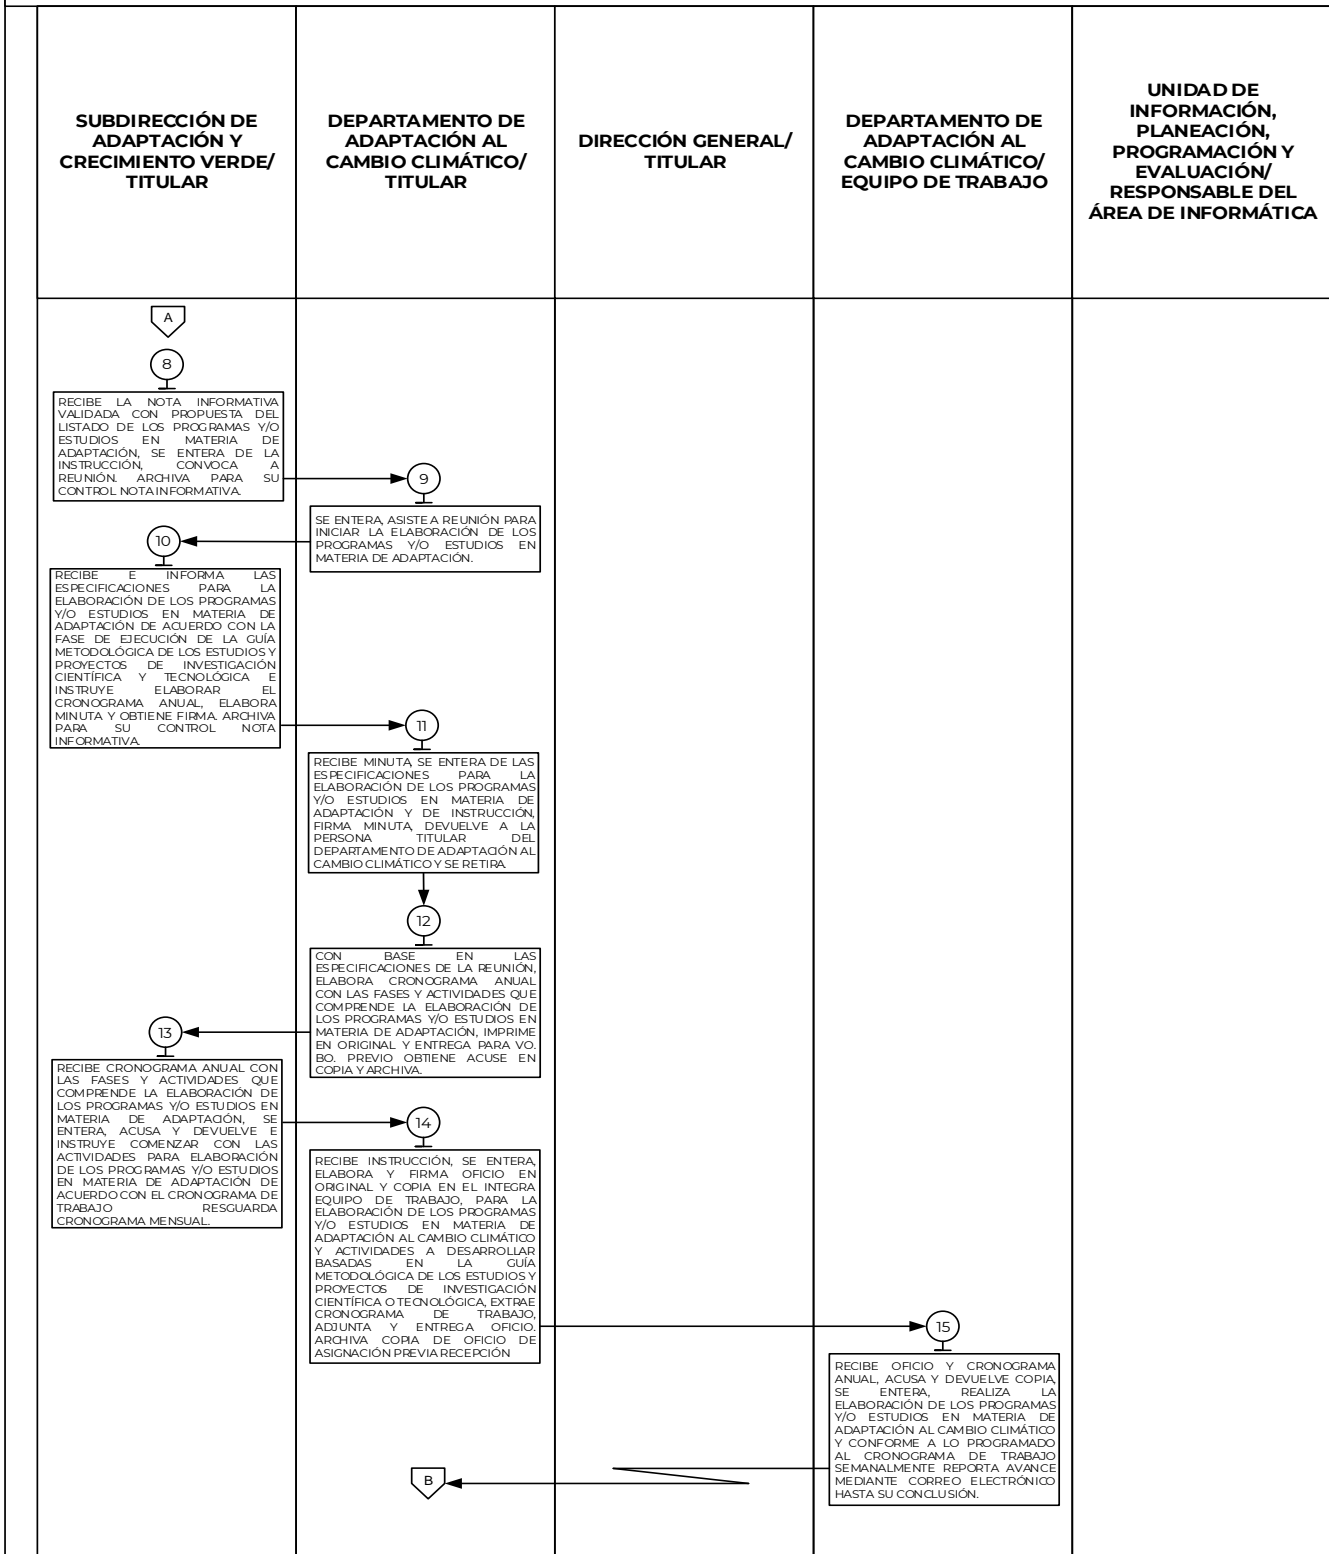 SUBDIRECCIÓN DE
ADAPTACIÓN Y
CRECIMIENTO VERDE/
TITULAR
DEPARTAMENTO DE
ADAPTACIÓN AL
CAMBIO CLIMÁTICO/
TITULAR
DIRECCIÓN GENERAL/
TITULAR
DEPARTAMENTO DE
ADAPTACIÓN AL
CAMBIO CLIMÁTICO/
EQUIPO DE TRABAJO
UNIDAD DE
INFORMACIÓN,
PLANEACIÓN,
PROGRAMACIÓN Y
EVALUACIÓN/
RESPONSABLE DEL
ÁREA DE INFORMÁTICA
A
8
RECIBE LA NOTA INFORMATIVA
VALIDADA CON PROPUESTA DEL
LISTADO DE LOS PROGRAMAS Y/O
ESTUDIOS EN MATERIA DE
ADAPTACIÓN, SE ENTERA DE LA
INSTRUCCIÓN, CONVOCA A
REUNIÓN. ARCHIVA PARA SU
CONTROL NOTA INFORMATIVA.
9
SE ENTERA, ASISTE A REUNIÓN PARA
INICIAR LA ELABORACIÓN DE LOS
PROGRAMAS Y/O ESTUDIOS EN
MATERIA DE ADAPTACIÓN.
10
RECIBE E INFORMA LAS
ESPECIFICACIONES PARA LA
ELABORACIÓN DE LOS PROGRAMAS
Y/O ESTUDIOS EN MATERIA DE
ADAPTACIÓN DE ACUERDO CON LA
FASE DE EJECUCIÓN DE LA GUÍA
METODOLÓGICA DE LOS ESTUDIOS Y
PROYECTOS DE INVESTIGACIÓN
CIENTÍFICA Y TECNOLÓGICA E
INSTRUYE ELABORAR EL
CRONOGRAMA ANUAL, ELABORA
MINUTA Y OBTIENE FIRMA. ARCHIVA
PARA SU CONTROL NOTA
INFORMATIVA.
11
RECIBE MINUTA, SE ENTERA DE LAS
ESPECIFICACIONES PARA LA
ELABORACIÓN DE LOS PROGRAMAS
Y/O ESTUDIOS EN MATERIA DE
ADAPTACIÓN Y DE INSTRUCCIÓN,
FIRMA MINUTA, DEVUELVE A LA
PERSONA TITULAR DEL
DEPARTAMENTO DE ADAPTACIÓN AL
CAMBIO CLIMÁTICO Y SE RETIRA.
12
CON BASE EN LAS
ESPECIFICACIONES DE LA REUNIÓN,
ELABORA CRONOGRAMA ANUAL
CON LAS FASES Y ACTIVIDADES QUE
COMPRENDE LA ELABORACIÓN DE
LOS PROGRAMAS Y/O ESTUDIOS EN
MATERIA DE ADAPTACIÓN, IMPRIME
EN ORIGINAL Y ENTREGA PARA VO.
BO. PREVIO OBTIENE ACUSE EN
COPIA Y ARCHIVA.
13
RECIBE CRONOGRAMA ANUAL CON
LAS FASES Y ACTIVIDADES QUE
COMPRENDE LA ELABORACIÓN DE
LOS PROGRAMAS Y/O ESTUDIOS EN
MATERIA DE ADAPTACIÓN, SE
ENTERA, ACUSA Y DEVUELVE E
INSTRUYE COMENZAR CON LAS
ACTIVIDADES PARA ELABORACIÓN
DE LOS PROGRAMAS Y/O ESTUDIOS
EN MATERIA DE ADAPTACIÓN DE
ACUERDO CON EL CRONOGRAMA DE
TRABAJO RESGUARDA
CRONOGRAMA MENSUAL.
14
RECIBE INSTRUCCIÓN, SE ENTERA,
ELABORA Y FIRMA OFICIO EN
ORIGINAL Y COPIA EN EL INTEGRA
EQUIPO DE TRABAJO, PARA LA
ELABORACIÓN DE LOS PROGRAMAS
Y/O ESTUDIOS EN MATERIA DE
ADAPTACIÓN AL CAMBIO CLIMÁTICO
Y ACTIVIDADES A DESARROLLAR
BASADAS EN LA GUÍA
METODOLÓGICA DE LOS ESTUDIOS Y
PROYECTOS DE INVESTIGACIÓN
CIENTÍFICA O TECNOLÓGICA, EXTRAE
CRONOGRAMA DE TRABAJO,
ADJUNTA Y ENTREGA OFICIO.
ARCHIVA COPIA DE OFICIO DE
ASIGNACIÓN PREVIA RECEPCIÓN
15
RECIBE OFICIO Y CRONOGRAMA
ANUAL, ACUSA Y DEVUELVE COPIA,
SE ENTERA, REALIZA LA
ELABORACIÓN DE LOS PROGRAMAS
Y/O ESTUDIOS EN MATERIA DE
ADAPTACIÓN AL CAMBIO CLIMÁTICO
Y CONFORME A LO PROGRAMADO
AL CRONOGRAMA DE TRABAJO
SEMANALMENTE REPORTA AVANCE
MEDIANTE CORREO ELECTRÓNICO
HASTA SU CONCLUSIÓN.
B